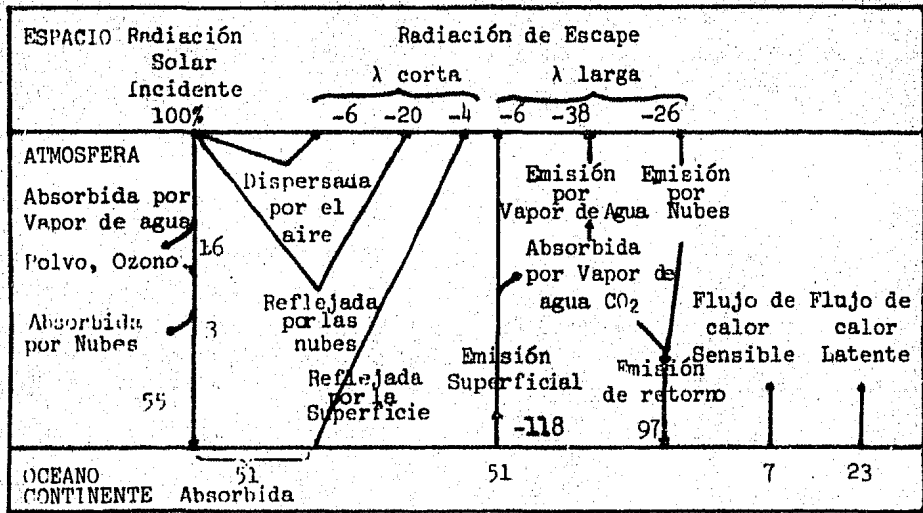 ESPACIO Radiación
Solar
Incidente
100%
Radiación de Escape
λ corta
λ larga
-6 -20 -4 -6 -38 -26
ATMOSFERA
Absorbida por
Vapor de agua
16
Polvo, Ozono
Absorbida
por Nubes
3
55
Dispersada
por el
aire
Reflejada
por las
nubes
Reflejada
por la
Superficie
Emisión
Superficial
-118
Emisión
por
Vapor de Agua
Emisión
por
Nubes
Absorbida
por Vapor de
agua CO₂
Emisión
de retorno
97
Flujo de
calor
Sensible
Flujo de
calor
Latente
OCEANO
CONTINENTE
51
Absorbida
51
7
23